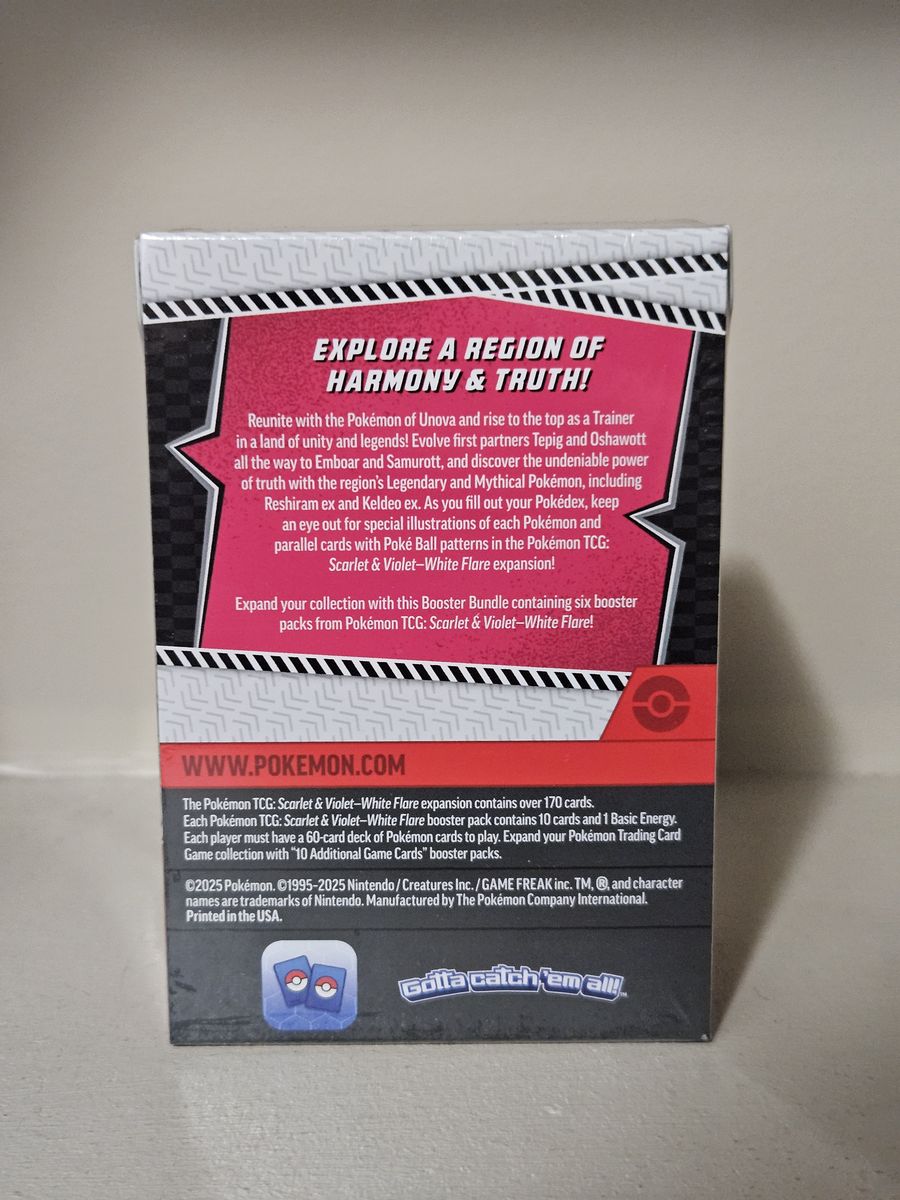 EXPLORE A REGION OF
HARMONY & TRUTH!
Reunite with the Pokémon of Unova and rise to the top as a Trainer
in a land of unity and legends! Evolve first partners Tepig and Oshawott
all the way to Emboar and Samurott, and discover the undeniable power
of truth with the region's Legendary and Mythical Pokémon, including
Reshiram ex and Keldeo ex. As you fill out your Pokédex, keep
an eye out for special illustrations of each Pokémon and
parallel cards with Poké Ball patterns in the Pokémon TCG:
Scarlet & Violet—White Flare expansion!
Expand your collection with this Booster Bundle containing six booster
packs from Pokémon TCG: Scarlet & Violet—White Flare!
WWW.POKEMON.COM
The Pokémon TCG: Scarlet & Violet—White Flare expansion contains over 170 cards.
Each Pokémon TCG: Scarlet & Violet—White Flare booster pack contains 10 cards and 1 Basic Energy.
Each player must have a 60-card deck of Pokémon cards to play. Expand your Pokémon Trading Card
Game collection with “10 Additional Game Cards” booster packs.
©2025 Pokémon. ©1995–2025 Nintendo / Creatures Inc. / GAME FREAK inc. TM, ®, and character
names are trademarks of Nintendo. Manufactured by The Pokémon Company International.
Printed in the USA.
Gotta catch 'em all!™